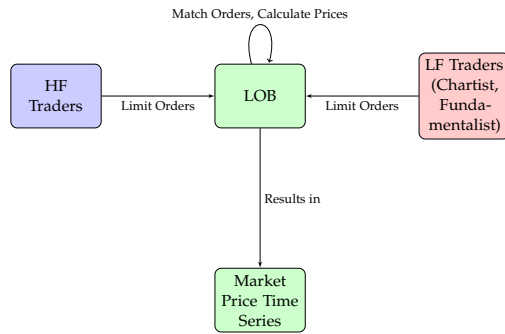 Match Orders, Calculate Prices
HF
Traders
Limit Orders
LOB
Limit Orders
LF Traders
(Chartist,
Funda-
mentalist)
Results in
Market
Price Time
Series